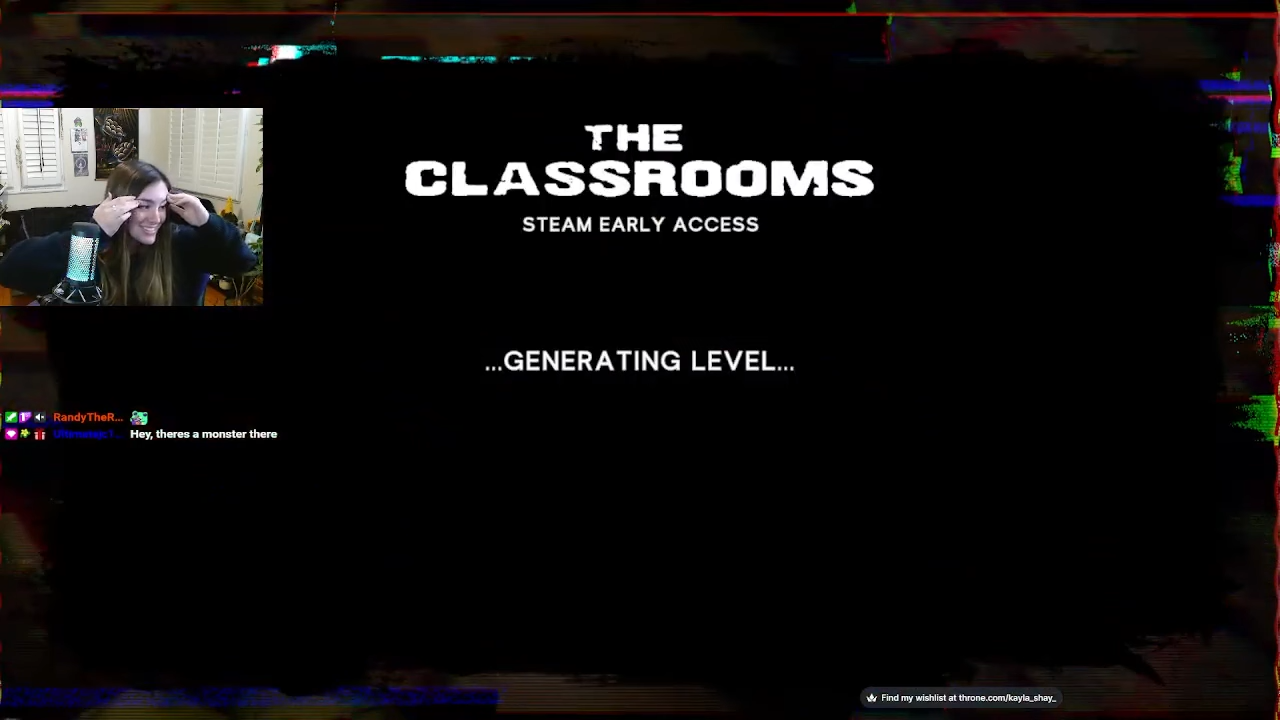 THE
CLASSROOMS
STEAM EARLY ACCESS
...GENERATING LEVEL...
RandyTheR...
Hey, theres a monster there
Find my wishlist at throne.com/kayla_shay_